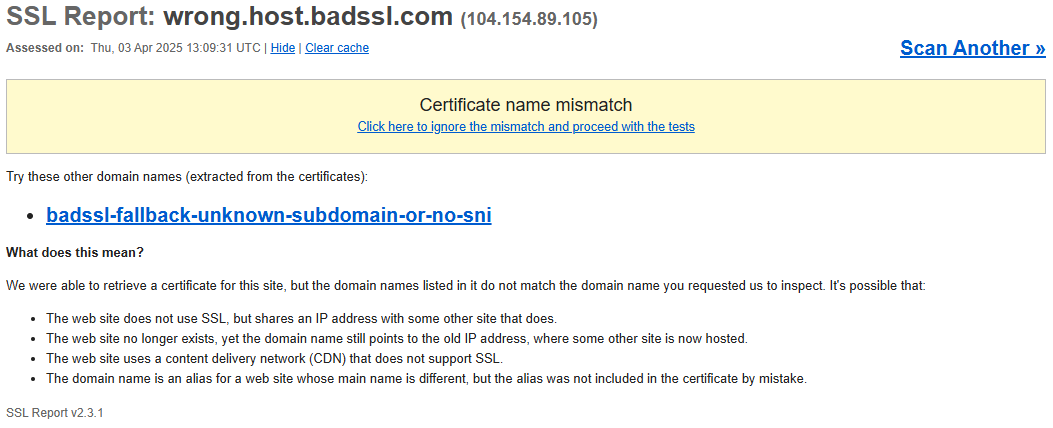 SSL Report: wrong.host.badssl.com (104.154.89.105)
Assessed on:  Thu, 03 Apr 2025 13:09:31 UTC | Hide | Clear cache
Scan Another »
Certificate name mismatch
Click here to ignore the mismatch and proceed with the tests
Try these other domain names (extracted from the certificates):
• badssl-fallback-unknown-subdomain-or-no-sni
What does this mean?
We were able to retrieve a certificate for this site, but the domain names listed in it do not match the domain name you requested us to inspect. It's possible that:
• The web site does not use SSL, but shares an IP address with some other site that does.
• The web site no longer exists, yet the domain name still points to the old IP address, where some other site is now hosted.
• The web site uses a content delivery network (CDN) that does not support SSL.
• The domain name is an alias for a web site whose main name is different, but the alias was not included in the certificate by mistake.
SSL Report v2.3.1